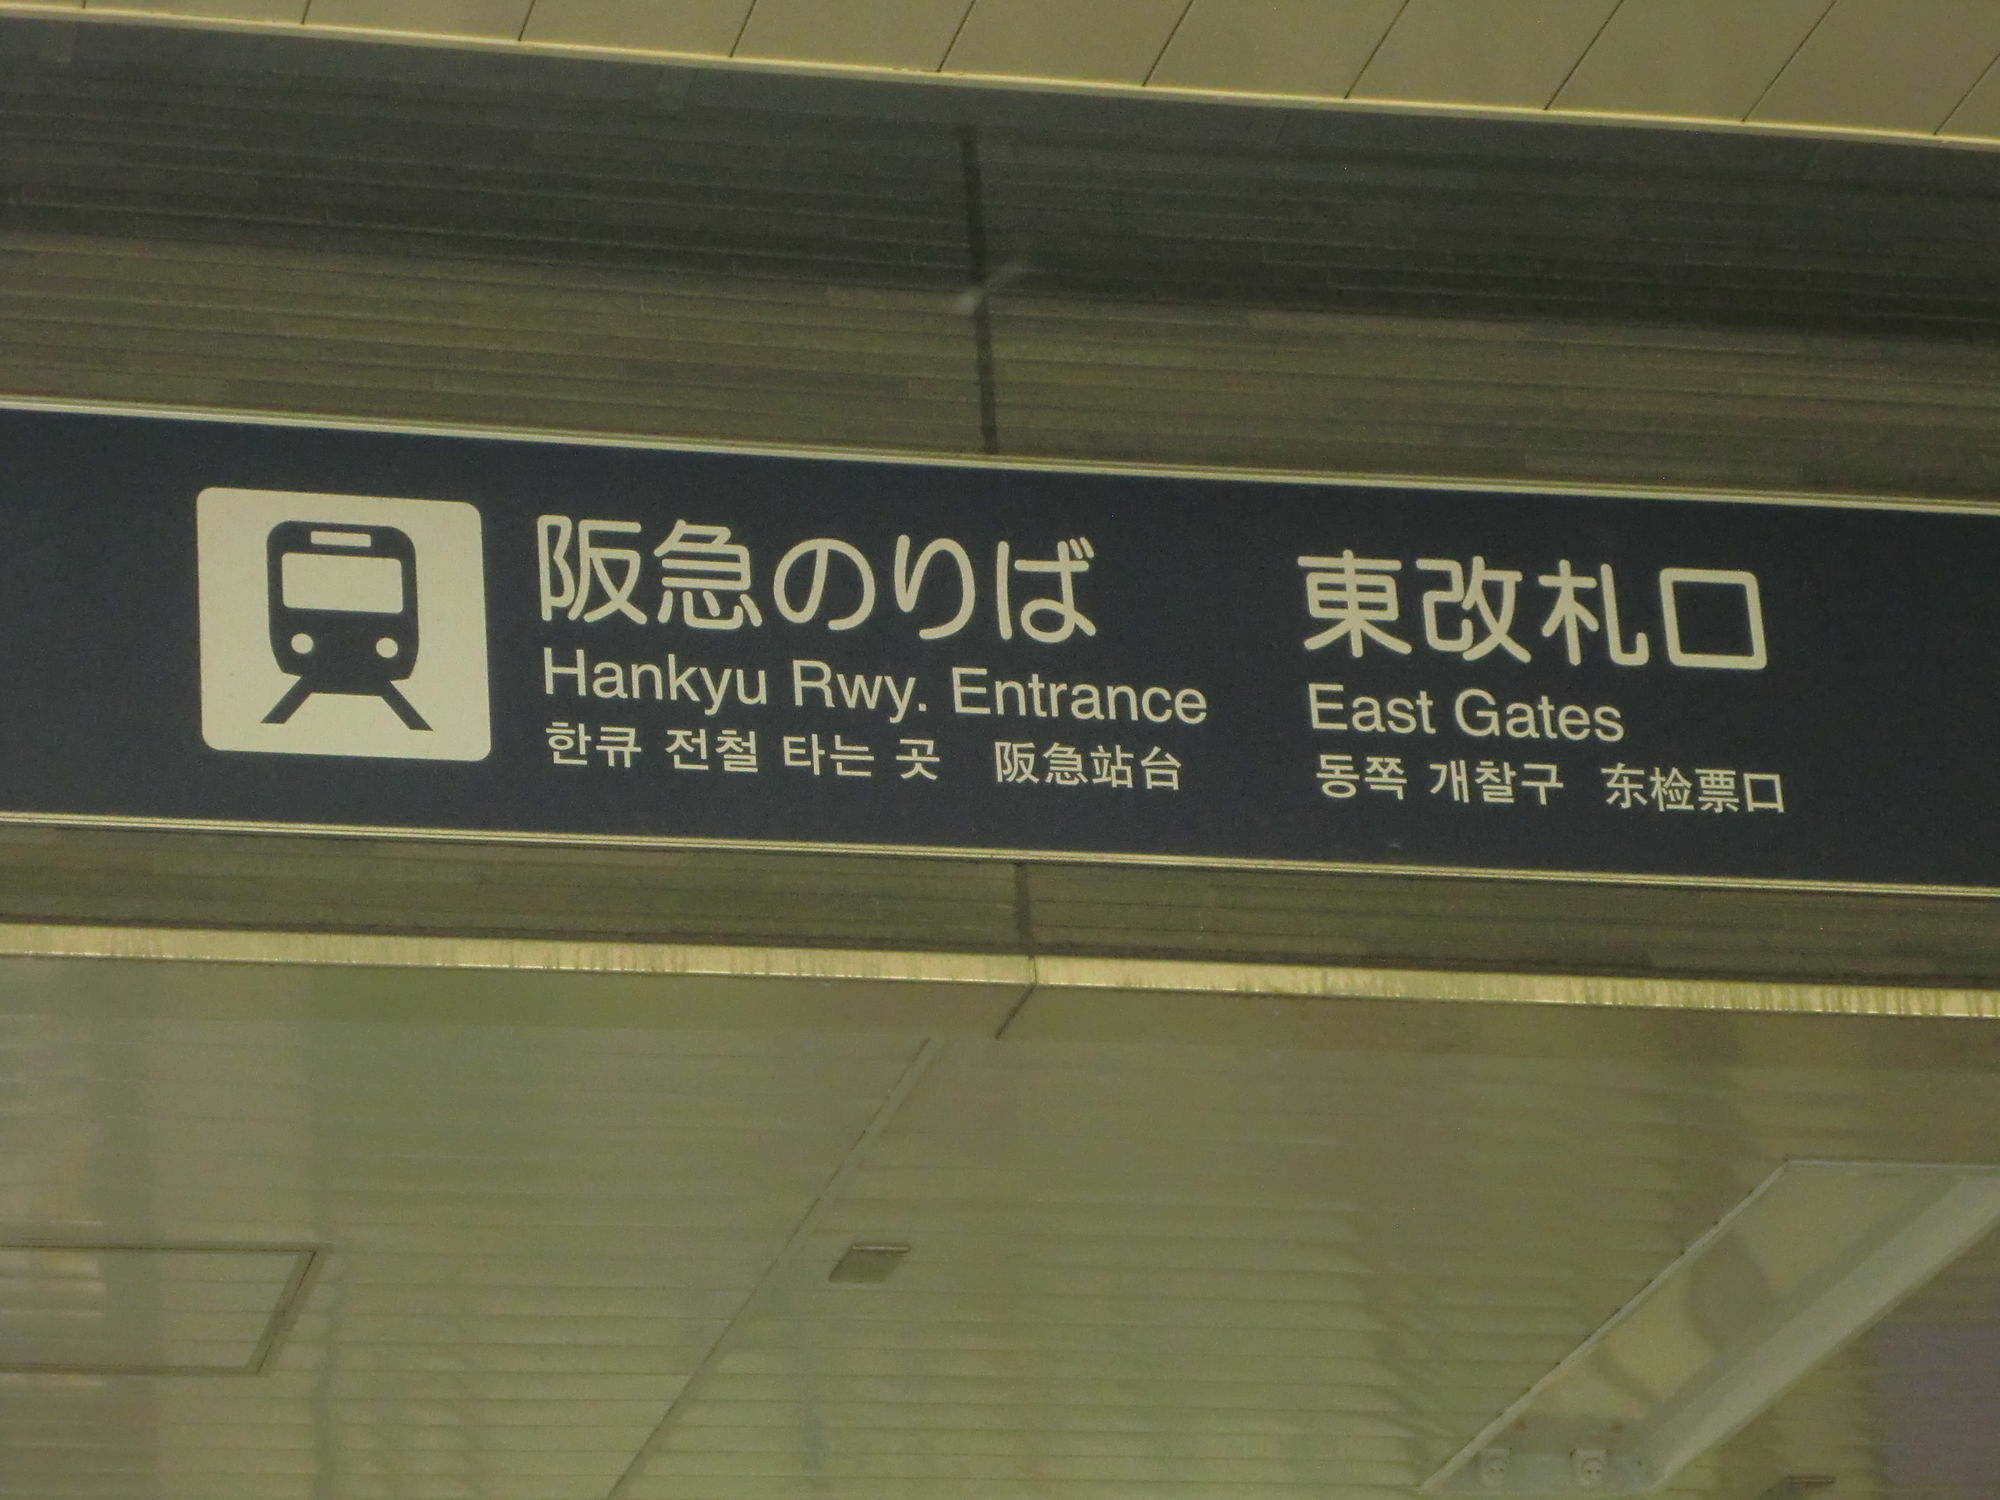 阪急のりば
Hankyu Rwy. Entrance
한큐 전철 타는 곳 阪急站台
東改札口
East Gates
동쪽 개찰구 东检票口